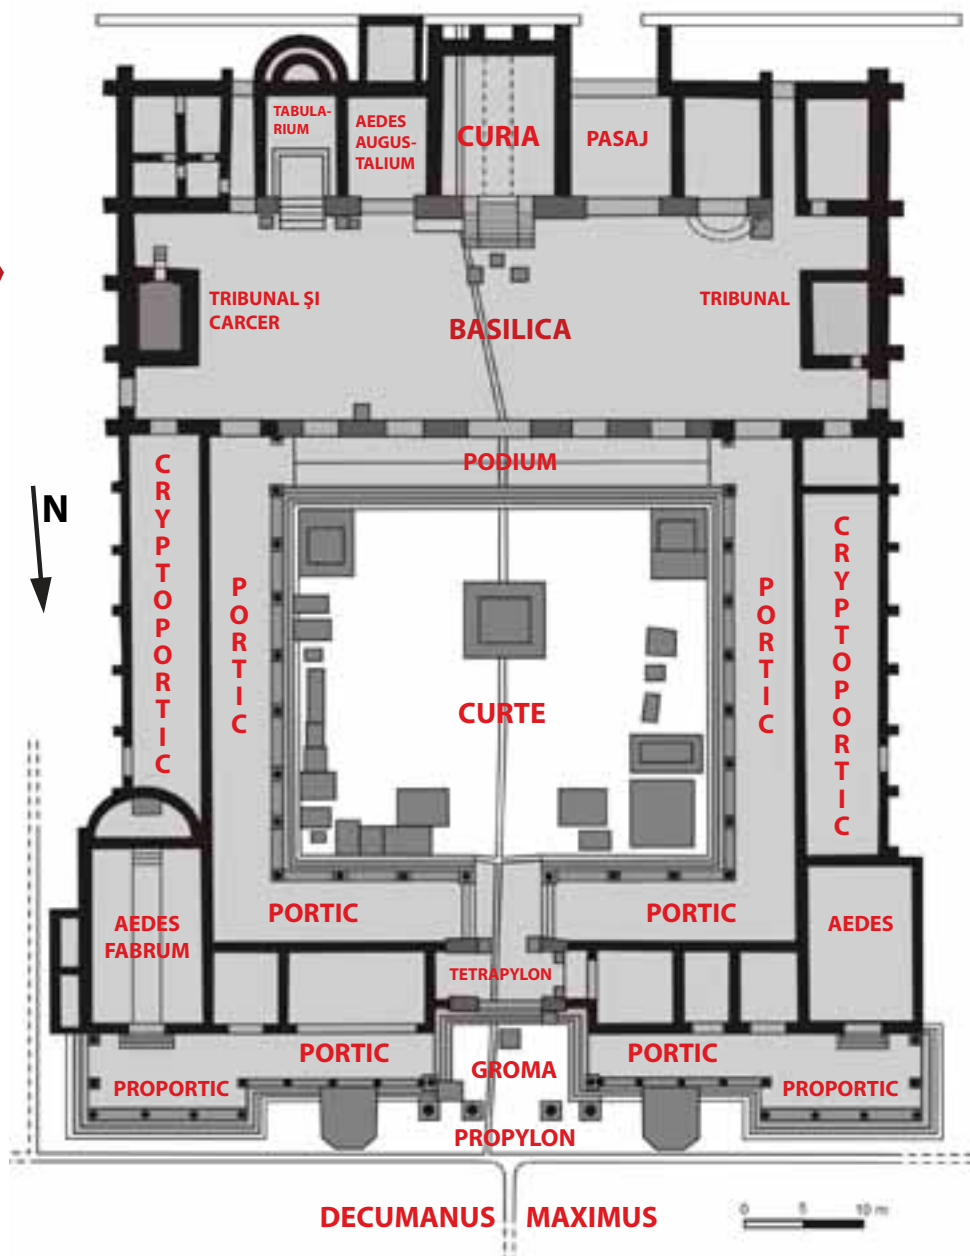 TABULA-
RIUM
AEDES
AUGUS-
TALIUM
CURIA
PASAJ
TRIBUNAL ŞI
CARCER
TRIBUNAL
BASILICA
PODIUM
CRYPTOPORTIC
PORTIC
N
CURTE
PORTIC
CRYPTOPORTIC
PORTIC
PORTIC
AEDES
FABRUM
AEDES
TETRAPYLON
PORTIC
PORTIC
GROMA
PROPORTIC
PROPORTIC
PROPYLON
DECUMANUS MAXIMUS
0 5 10 m